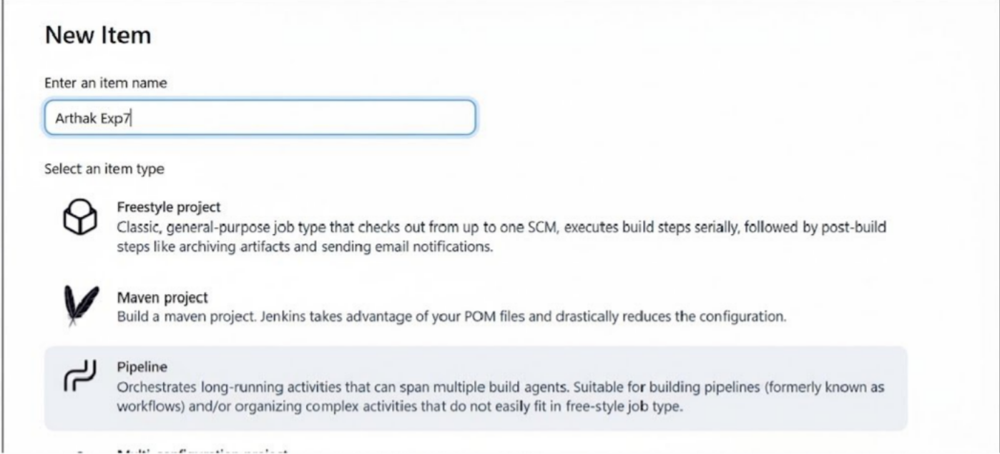 New Item
Enter an item name
Arthak Exp7
Select an item type
Freestyle project
Classic, general-purpose job type that checks out from up to one SCM, executes build steps serially, followed by post-build
steps like archiving artifacts and sending email notifications.
Maven project
Build a maven project. Jenkins takes advantage of your POM files and drastically reduces the configuration.
Pipeline
Orchestrates long-running activities that can span multiple build agents. Suitable for building pipelines (formerly known as
workflows) and/or organizing complex activities that do not easily fit in free-style job type.